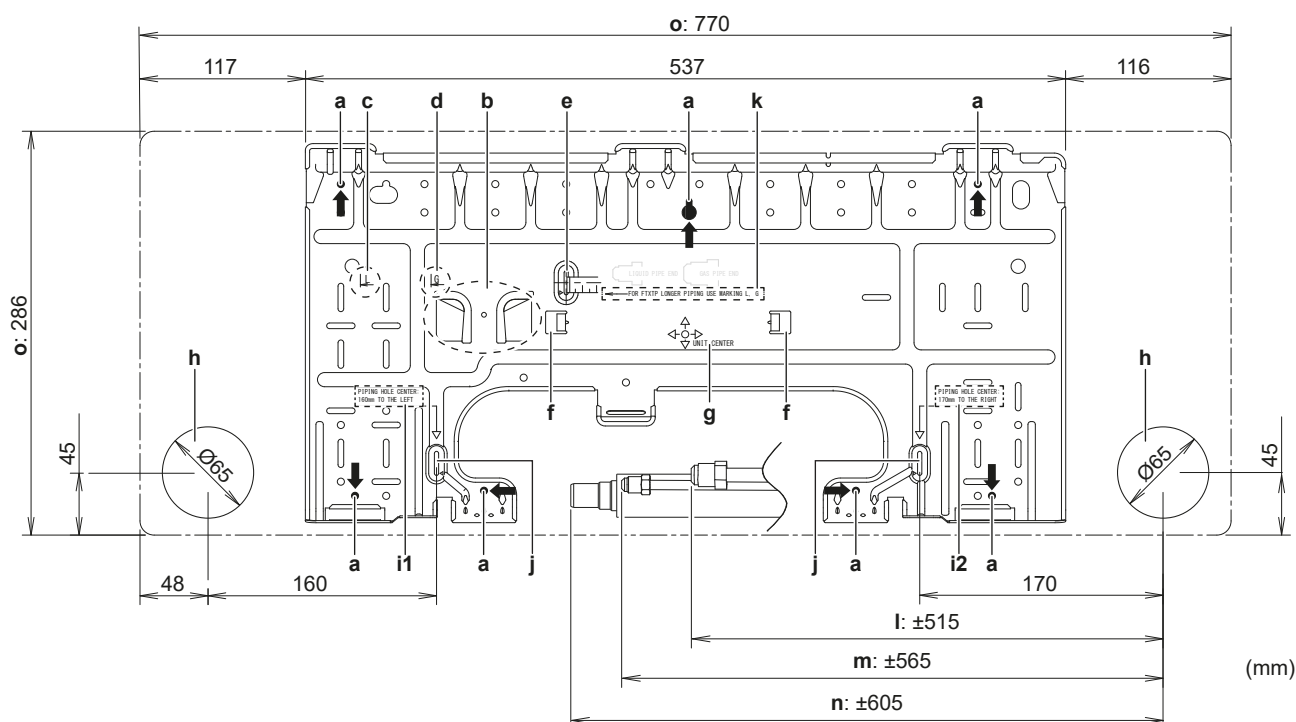 o: 770
117
537
116
a
c
d
b
e
a
k
a
a
L
G
LIQUID PIPE END
GAS PIPE END
FOR FTXTP LONGER PIPING USE MARKING L, G
o: 286
UNIT CENTER
h
h
f
g
f
PIPING HOLE CENTER:
160mm TO THE LEFT
PIPING HOLE CENTER:
170mm TO THE RIGHT
45
Ø65
Ø65
45
a
i1
a
j
j
a
i2
a
48
160
170
l: ±515
m: ±565
(mm)
n: ±605